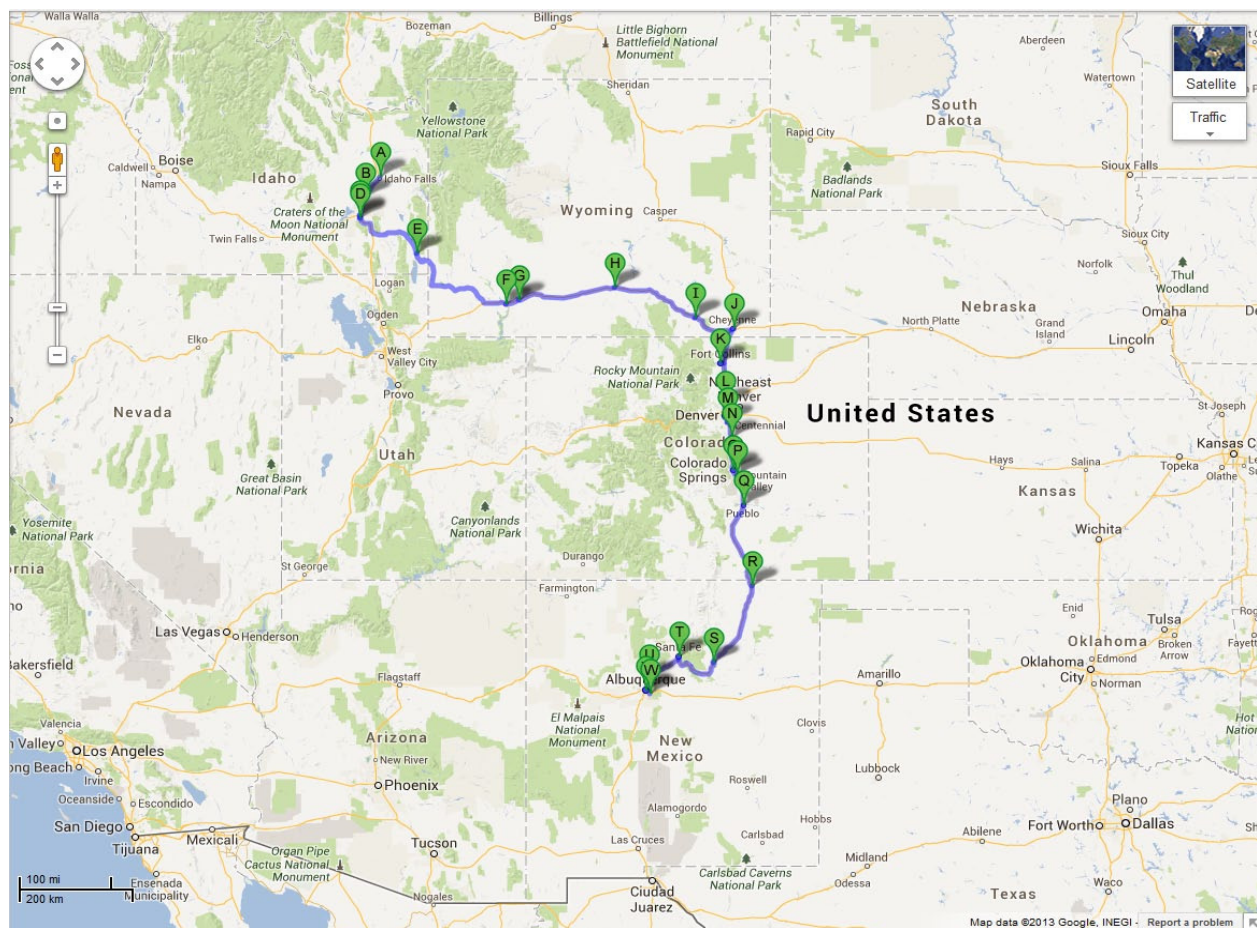 Walla Walla
Bozeman
Billings
Little Bighorn
Battlefield National
Monument
Sheridan
Aberdeen
Watertown
Satellite
Traffic
South
Dakota
Yellowstone
National Park
Rapid City
Sioux Falls
Badlands
National Park
Caldwell
Boise
Nampa
Idaho
A
B
D
Idaho Falls
Craters of the
Moon National
Monument
Twin Falls
Wyoming
Casper
Sioux City
E
F
G
H
I
J
Logan
Ogden
Cheyenne
Norfolk
Thul
Woodland
Nebraska
Omaha
North Platte
Grand
Island
Lincoln
Elko
West
Valley City
Provo
K
Fort Collins
Rocky Mountain
National Park
L
M
N
Denver
Centennial
United States
St Joseph
Nevada
Utah
Colorado
P
Colorado
Springs
Kansas City
Topeka
Olathe
Hays
Salina
Great Basin
National Park
Q
Pueblo
Kansas
Canyonlands
National Park
Wichita
Yosemite
National Park
Durango
St George
Farmington
R
Enid
Tulsa
Broken
Arrow
Las Vegas
Henderson
T
S
Santa Fe
U
W
Albuquerque
Oklahoma
Oklahoma
City
Edmond
Norman
Bakersfield
Flagstaff
Amarillo
El Malpais
National
Monument
Clovis
Valencia
Los Angeles
Arizona
New River
New
Mexico
Long Beach
Irvine
Phoenix
Roswell
Lubbock
Oceanside
Escondido
Alamogordo
Hobbs
Plano
San Diego
Mexicali
Tijuana
Tucson
Las Cruces
Carlsbad
Abilene
Fort Worth
Dallas
Organ Pipe
Cactus National
Monument
Carlsbad Caverns
National Park
Midland
Odessa
100 mi
200 km
Ensenada
Municipality
Nogales
Ciudad
Juarez
Texas
Waco
Map data ©2013 Google, INEGI -
Report a problem